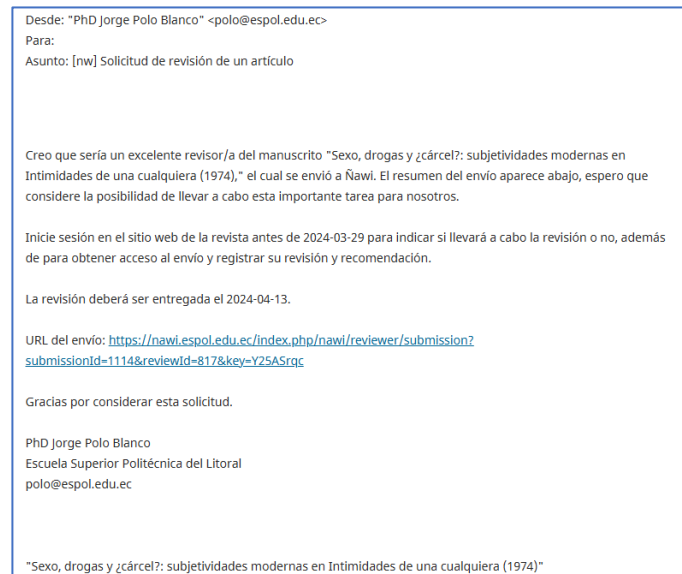 Desde: "PhD Jorge Polo Blanco" <polo@espol.edu.ec>
Para:
Asunto: [nw] Solicitud de revisión de un artículo
Creo que sería un excelente revisor/a del manuscrito "Sexo, drogas y ¿cárcel?: subjetividades modernas en
Intimidades de una cualquiera (1974)," el cual se envió a Ñawi. El resumen del envío aparece abajo, espero que
considere la posibilidad de llevar a cabo esta importante tarea para nosotros.
Inicie sesión en el sitio web de la revista antes de 2024-03-29 para indicar si llevará a cabo la revisión o no, además
de para obtener acceso al envío y registrar su revisión y recomendación.
La revisión deberá ser entregada el 2024-04-13.
URL del envío: https://nawi.espol.edu.ec/index.php/nawi/reviewer/submission?
submissionId=1114&reviewId=817&key=Y25ASrqc
Gracias por considerar esta solicitud.
PhD Jorge Polo Blanco
Escuela Superior Politécnica del Litoral
polo@espol.edu.ec
"Sexo, drogas y ¿cárcel?: subjetividades modernas en Intimidades de una cualquiera (1974)"